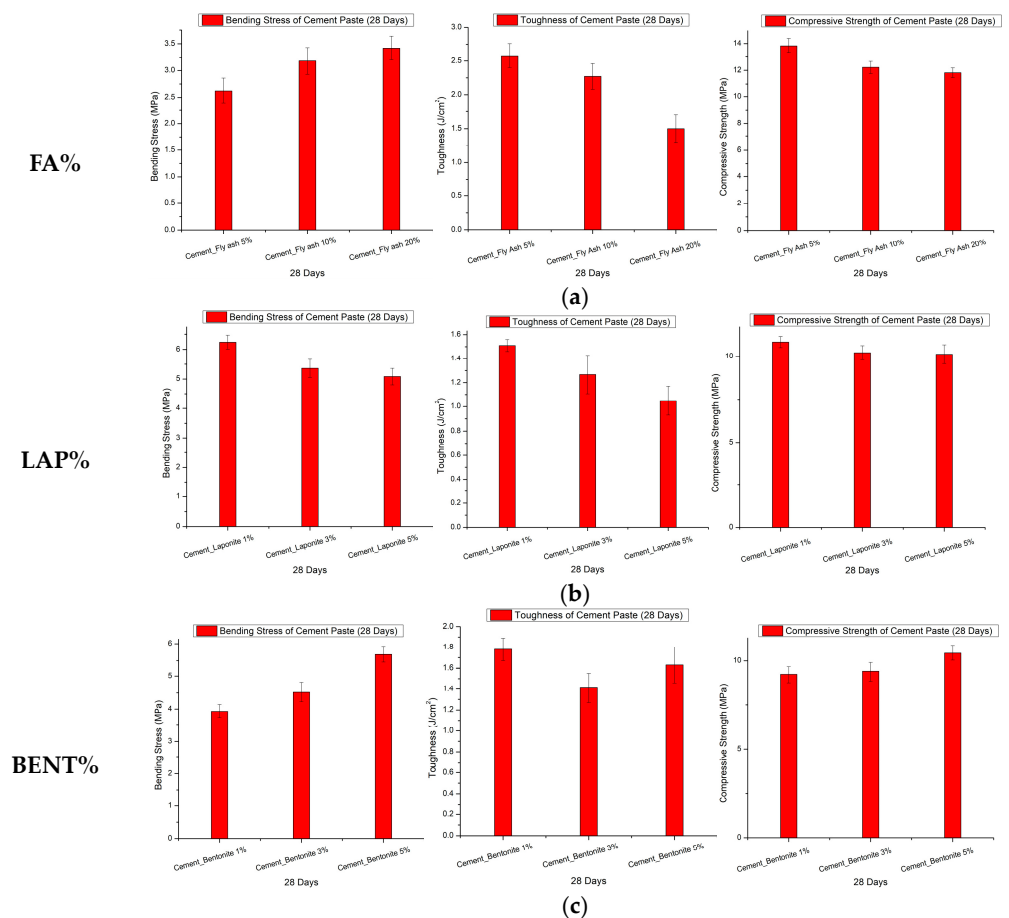 Bending Stress of Cement Paste (28 Days)
3.5
3.0
2.5
2.0
1.5
1.0
0.5
0.0
Bending Stress (MPa)
Cement_Fly ash 5%
Cement_Fly ash 10%
Cement_Fly ash 20%
28 Days
Toughness of Cement Paste (28 Days)
3.0
2.5
2.0
1.5
1.0
0.5
0.0
Toughness (J/cm²)
Cement_Fly Ash 5%
Cement_Fly Ash 10%
Cement_Fly Ash 20%
28 Days
Compressive Strength of Cement Paste (28 Days)
14
12
10
8
6
4
2
0
Compressive Strength (MPa)
Cement_Fly Ash 5%
Cement_Fly Ash 10%
Cement_Fly Ash 20%
28 Days
FA%
(a)
Bending Stress of Cement Paste (28 Days)
6
5
4
3
2
1
0
Bending Stress (MPa)
Cement_Laponite 1%
Cement_Laponite 3%
Cement_Laponite 5%
28 Days
Toughness of Cement Paste (28 Days)
1.6
1.4
1.2
1.0
0.8
0.6
0.4
0.2
0.0
Toughness (J/cm²)
Cement_Laponite 1%
Cement_Laponite 3%
Cement_Laponite 5%
28 Days
Compressive Strength of Cement Paste (28 Days)
10
5
0
Compressive Strength (MPa)
Cement_Laponite 1%
Cement_Laponite 3%
Cement_Laponite 5%
28 Days
LAP%
(b)
Bending Stress of Cement Paste (28 Days)
6
5
4
3
2
1
0
Bending Stress (MPa)
Cement_Bentonite 1%
Cement_Bentonite 3%
Cement_Bentonite 5%
28 Days
Toughness of Cement Paste (28 Days)
2.0
1.8
1.6
1.4
1.2
1.0
0.8
0.6
0.4
0.2
0.0
Toughness (J/cm²)
Cement_Bentonite 1%
Cement_Bentonite 3%
Cement_Bentonite 5%
28 Days
Compressive Strength of Cement Paste (28 Days)
10
5
0
Compressive Strength (MPa)
Cement_Bentonite 1%
Cement_Bentonite 3%
Cement_Bentonite 5%
28 Days
BENT%
(c)